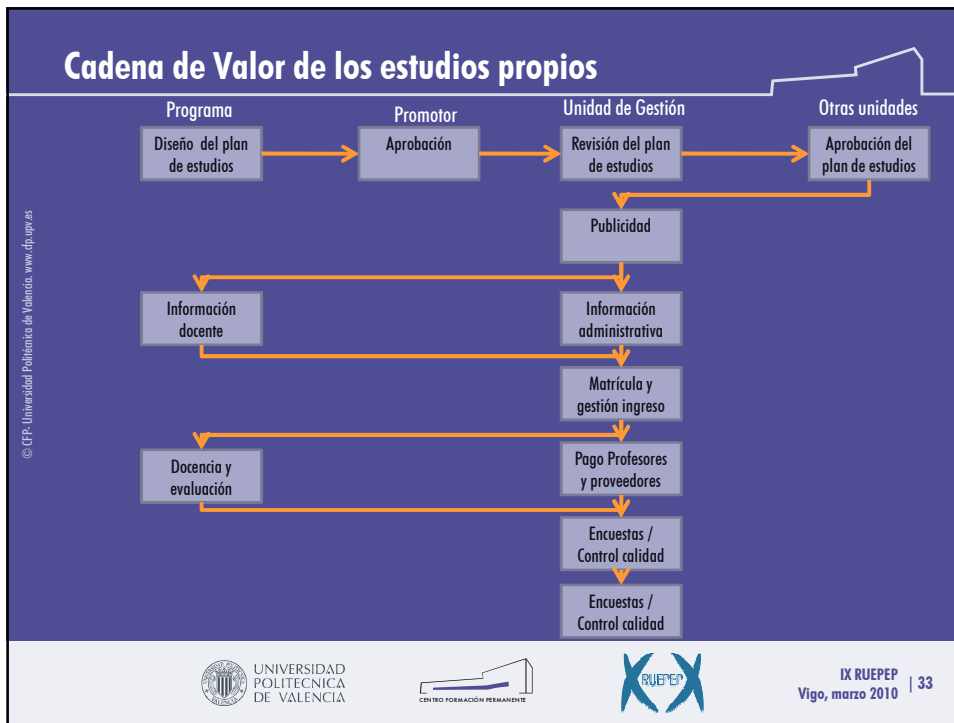 Cadena de Valor de los estudios propios
Programa
Promotor
Unidad de Gestión
Otras unidades
Diseño del plan
de estudios
Aprobación
Revisión del plan
de estudios
Aprobación del
plan de estudios
Publicidad
Información
docente
Información
administrativa
Matrícula y
gestión ingreso
Docencia y
evaluación
Pago Profesores
y proveedores
Encuestas /
Control calidad
Encuestas /
Control calidad
© CFP- Universidad Politécnica de Valencia. www.cfp.upv.es
UNIVERSIDAD
POLITECNICA
DE VALENCIA
CENTRO FORMACIÓN PERMANENTE
RUEPEP
IX RUEPEP
Vigo, marzo 2010 | 33